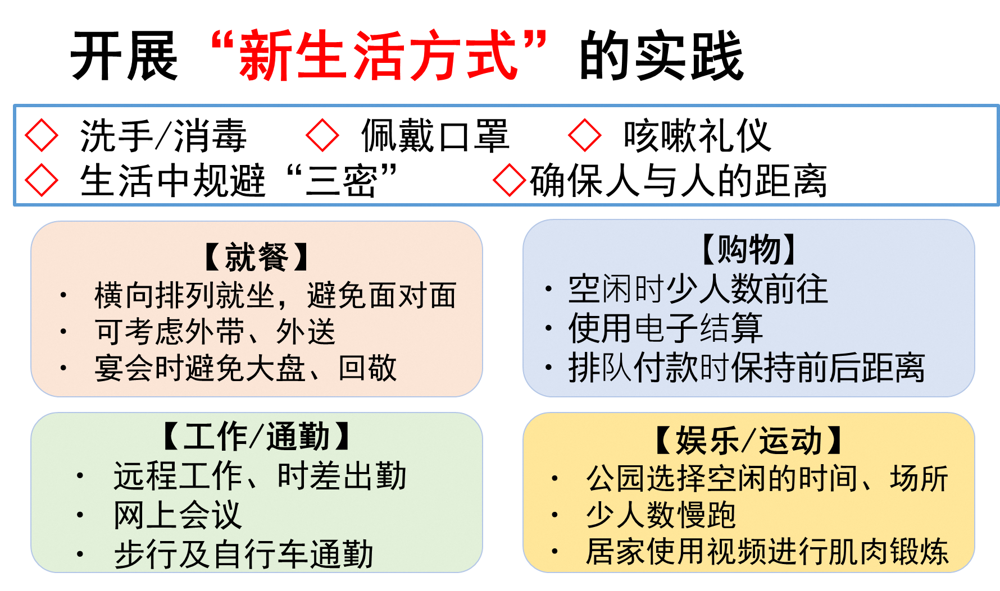 开展“新生活方式”的实践
◇ 洗手/消毒 ◇ 佩戴口罩 ◇ 咳嗽礼仪
◇ 生活中规避“三密” ◇确保人与人的距离
【就餐】
・ 横向排列就坐，避免面对面
・ 可考虑外带、外送
・ 宴会时避免大盘、回敬
【购物】
・空闲时少人数前往
・使用电子结算
・排队付款时保持前后距离
【工作/通勤】
・ 远程工作、时差出勤
・ 网上会议
・ 步行及自行车通勤
【娱乐/运动】
・ 公园选择空闲的时间、场所
・ 少人数慢跑
・ 居家使用视频进行肌肉锻炼